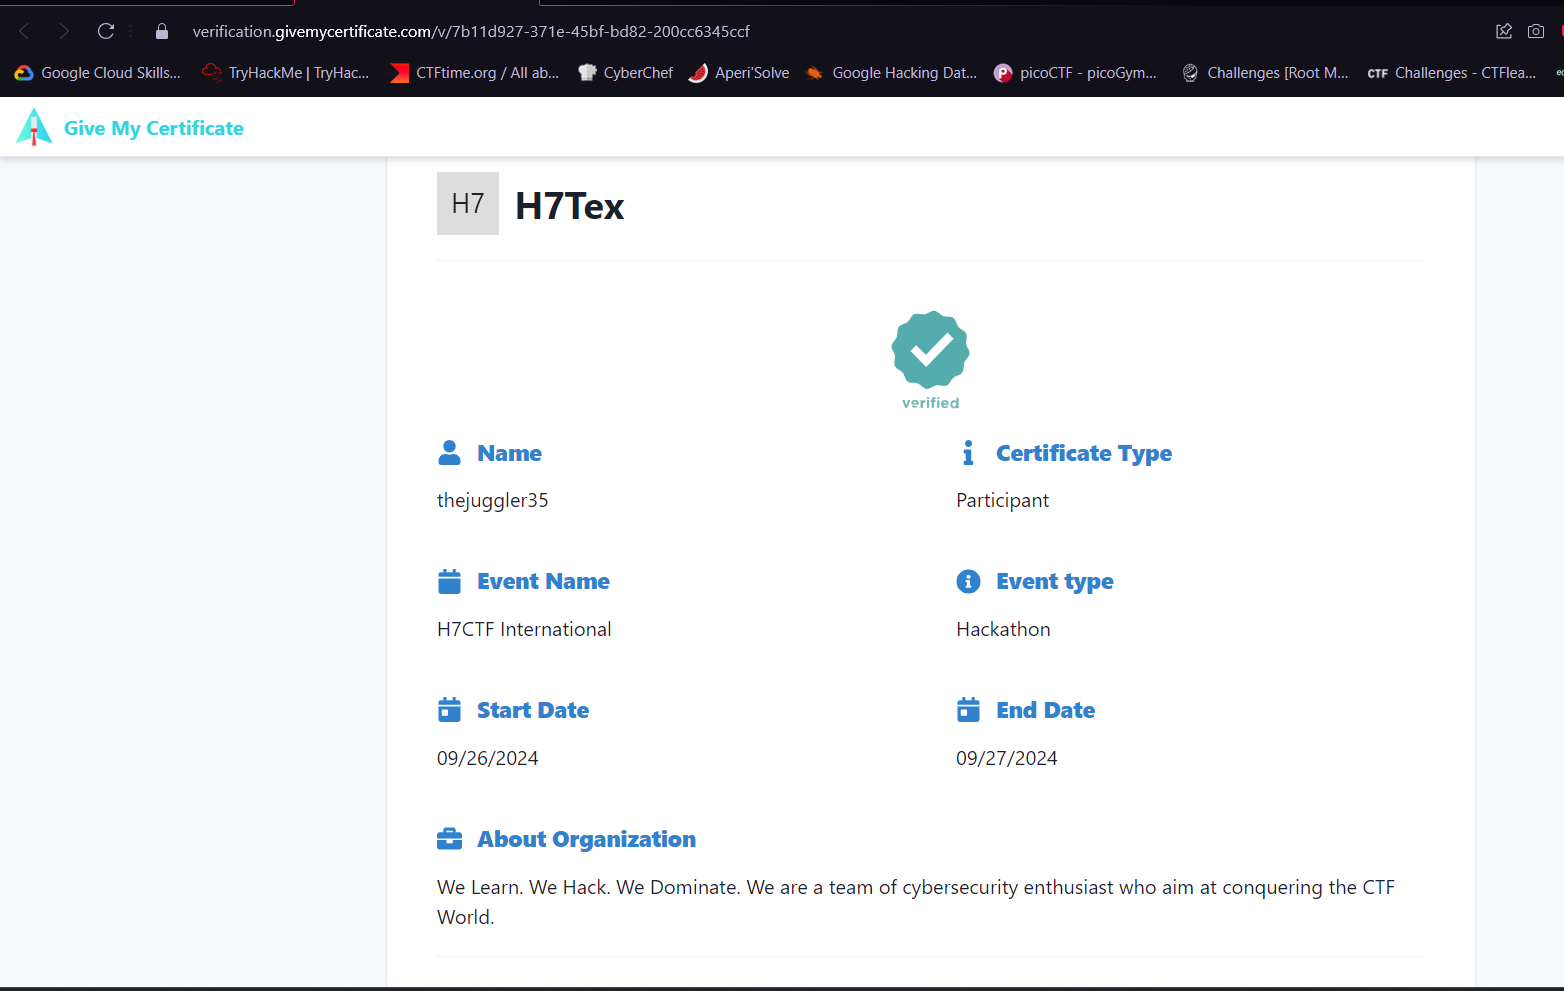 verification.givemycertificate.com/v/7b11d927-371e-45bf-bd82-200cc6345ccf
Google Cloud Skills... TryHackMe | TryHac... CTFtime.org / All ab... CyberChef Aperi'Solve Google Hacking Dat... picoCTF - picoGym... Challenges [Root M... CTF Challenges - CTFlea...
Give My Certificate
H7 H7Tex
verified
Name Certificate Type
thejuggler35 Participant
Event Name Event type
H7CTF International Hackathon
Start Date End Date
09/26/2024 09/27/2024
About Organization
We Learn. We Hack. We Dominate. We are a team of cybersecurity enthusiast who aim at conquering the CTF
World.